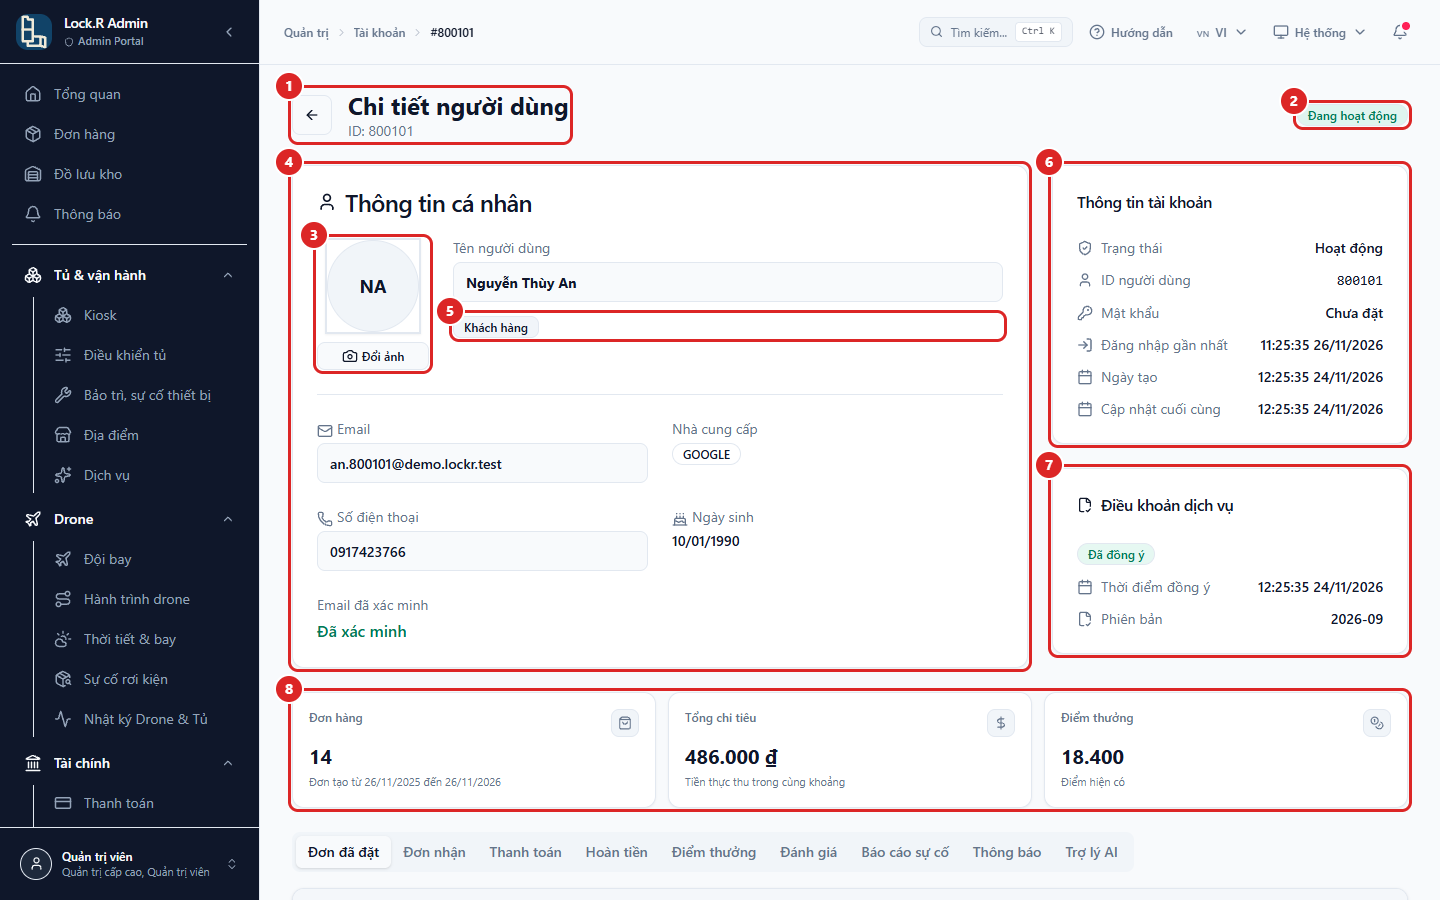 Lock.R Admin
Admin Portal
Tổng quan
Đơn hàng
Đồ lưu kho
Thông báo
Tủ & vận hành
Kiosk
Điều khiển tủ
Bảo trì, sự cố thiết bị
Địa điểm
Dịch vụ
Drone
Đội bay
Hành trình drone
Thời tiết & bay
Sự cố rơi kiện
Nhật ký Drone & Tủ
Tài chính
Thanh toán
Quản trị viên
Quản trị cấp cao, Quản trị viên
Quản trị > Tài khoản > #800101
Tìm kiếm... Ctrl K
Hướng dẫn
VN VI
Hệ thống
1
Chi tiết người dùng
ID: 800101
2
Đang hoạt động
4
Thông tin cá nhân
3
NA
Đổi ảnh
Tên người dùng
Nguyễn Thùy An
5
Khách hàng
Email
an.800101@demo.lockr.test
Nhà cung cấp
GOOGLE
Số điện thoại
0917423766
Ngày sinh
10/01/1990
Email đã xác minh
Đã xác minh
6
Thông tin tài khoản
Trạng thái Hoạt động
ID người dùng 800101
Mật khẩu Chưa đặt
Đăng nhập gần nhất 11:25:35 26/11/2026
Ngày tạo 12:25:35 24/11/2026
Cập nhật cuối cùng 12:25:35 24/11/2026
7
Điều khoản dịch vụ
Đã đồng ý
Thời điểm đồng ý 12:25:35 24/11/2026
Phiên bản 2026-09
8
Đơn hàng
14
Đơn tạo từ 26/11/2025 đến 26/11/2026
Tổng chi tiêu
$
486.000 ₫
Tiền thực thu trong cùng khoảng
Điểm thưởng
18.400
Điểm hiện có
Đơn đã đặt Đơn nhận Thanh toán Hoàn tiền Điểm thưởng Đánh giá Báo cáo sự cố Thông báo Trợ lý AI